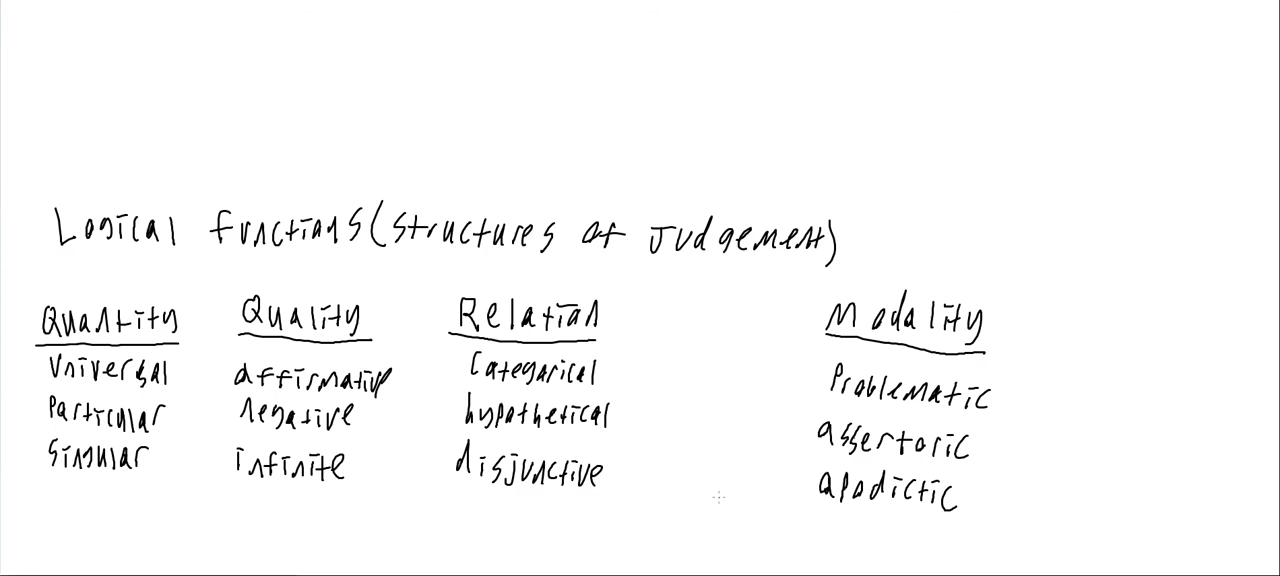 Logical functions (structures of Judgement)
Quantity Quality Relation Modality
Universal affirmative Categorical Problematic
Particular negative hypothetical assertoric
Singular infinite disjunctive apodictic